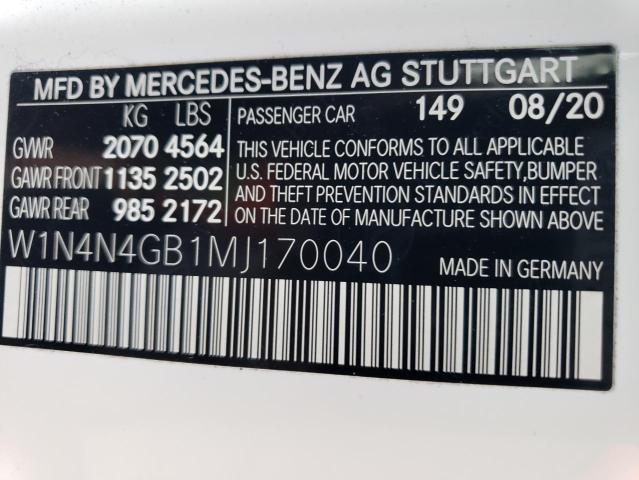 MFD BY MERCEDES-BENZ AG STUTTGART
KG LBS
GVWR 2070 4564
GAWR FRONT 1135 2502
GAWR REAR 985 2172
PASSENGER CAR 149 08/20
THIS VEHICLE CONFORMS TO ALL APPLICABLE
U.S. FEDERAL MOTOR VEHICLE SAFETY,BUMPER
AND THEFT PREVENTION STANDARDS IN EFFECT
ON THE DATE OF MANUFACTURE SHOWN ABOVE
W1N4N4GB1MJ170040 MADE IN GERMANY